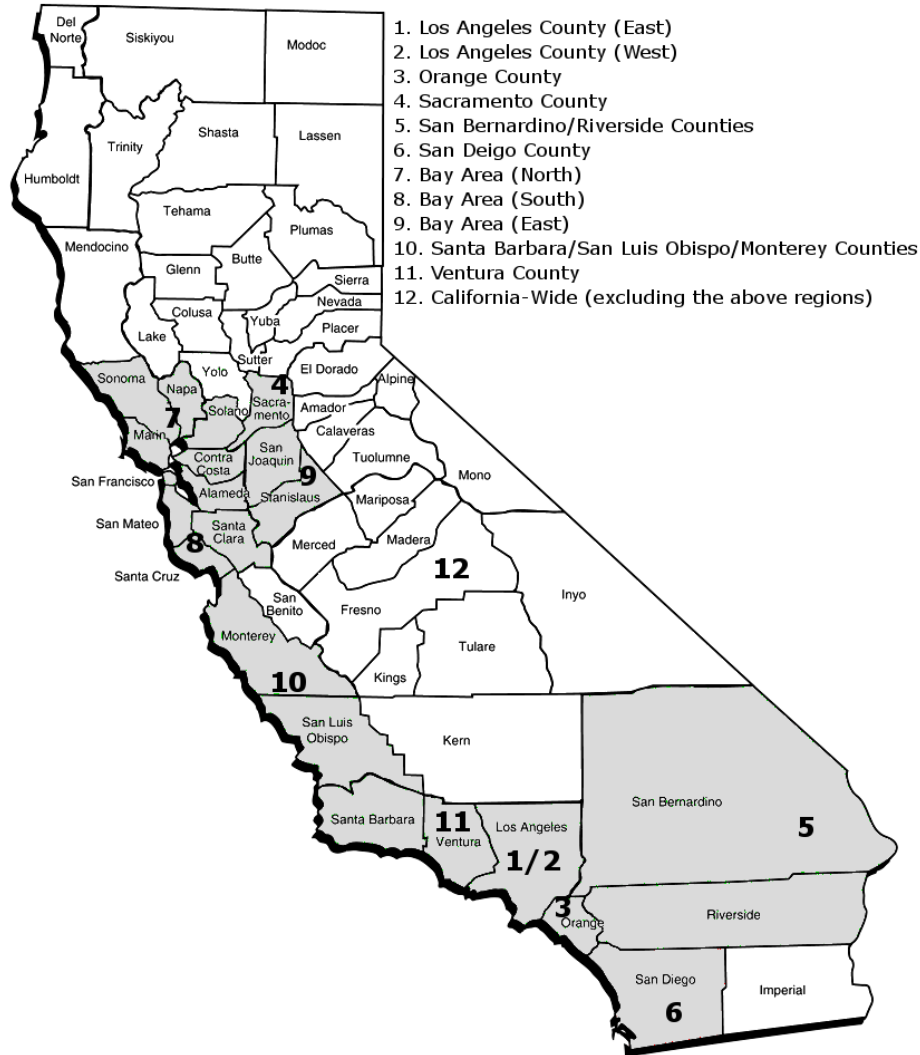 1. Los Angeles County (East)
2. Los Angeles County (West)
3. Orange County
4. Sacramento County
5. San Bernardino/Riverside Counties
6. San Deigo County
7. Bay Area (North)
8. Bay Area (South)
9. Bay Area (East)
10. Santa Barbara/San Luis Obispo/Monterey Counties
11. Ventura County
12. California-Wide (excluding the above regions)
Del
Norte
Siskiyou
Modoc
Shasta
Lassen
Trinity
Humboldt
Tehama
Plumas
Mendocino
Butte
Glenn
Sierra
Nevada
Colusa
Yuba
Placer
Lake
Sutter
Yolo
El Dorado
Alpine
Sonoma
Napa
4
Solano
Sacra-
mento
Amador
7
Marin
Calaveras
San
Joaquin
Contra
Costa
Tuolumne
9
Mono
San Francisco
Alameda
Stanislaus
Mariposa
San Mateo
Santa
Clara
8
Merced
Madera
12
Santa Cruz
San
Benito
Fresno
Inyo
Monterey
Tulare
Kings
10
San Luis
Obispo
Kern
San Bernardino
5
Santa Barbara
11
Ventura
Los Angeles
1/2
3
Orange
Riverside
San Diego
6
Imperial